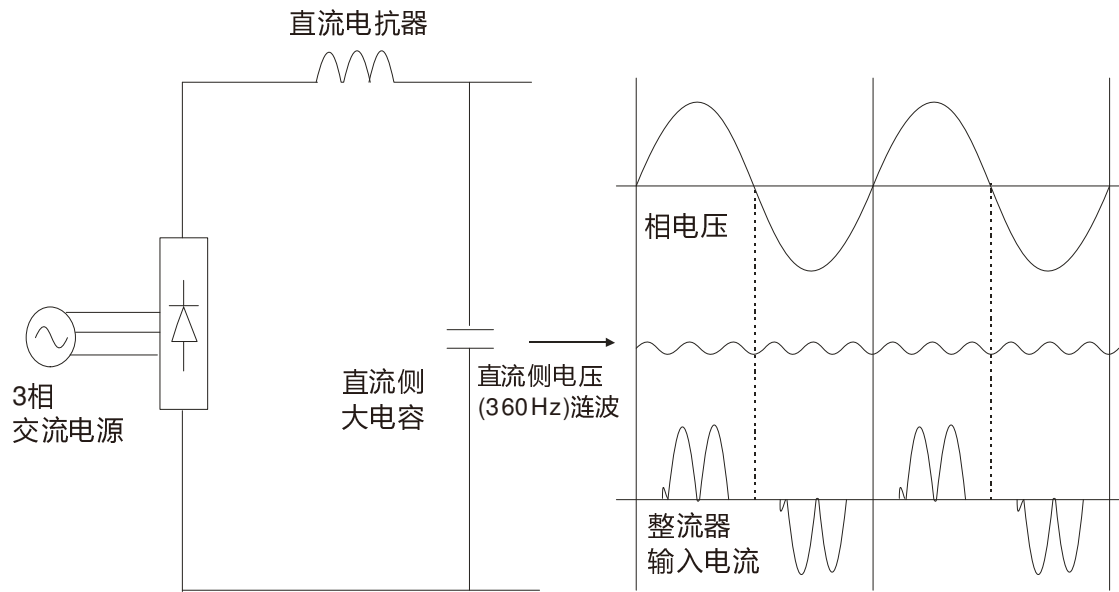 直流电抗器
相电压
3相
交流电源
直流侧
大电容
直流侧电压
(360Hz)涟波
整流器
输入电流